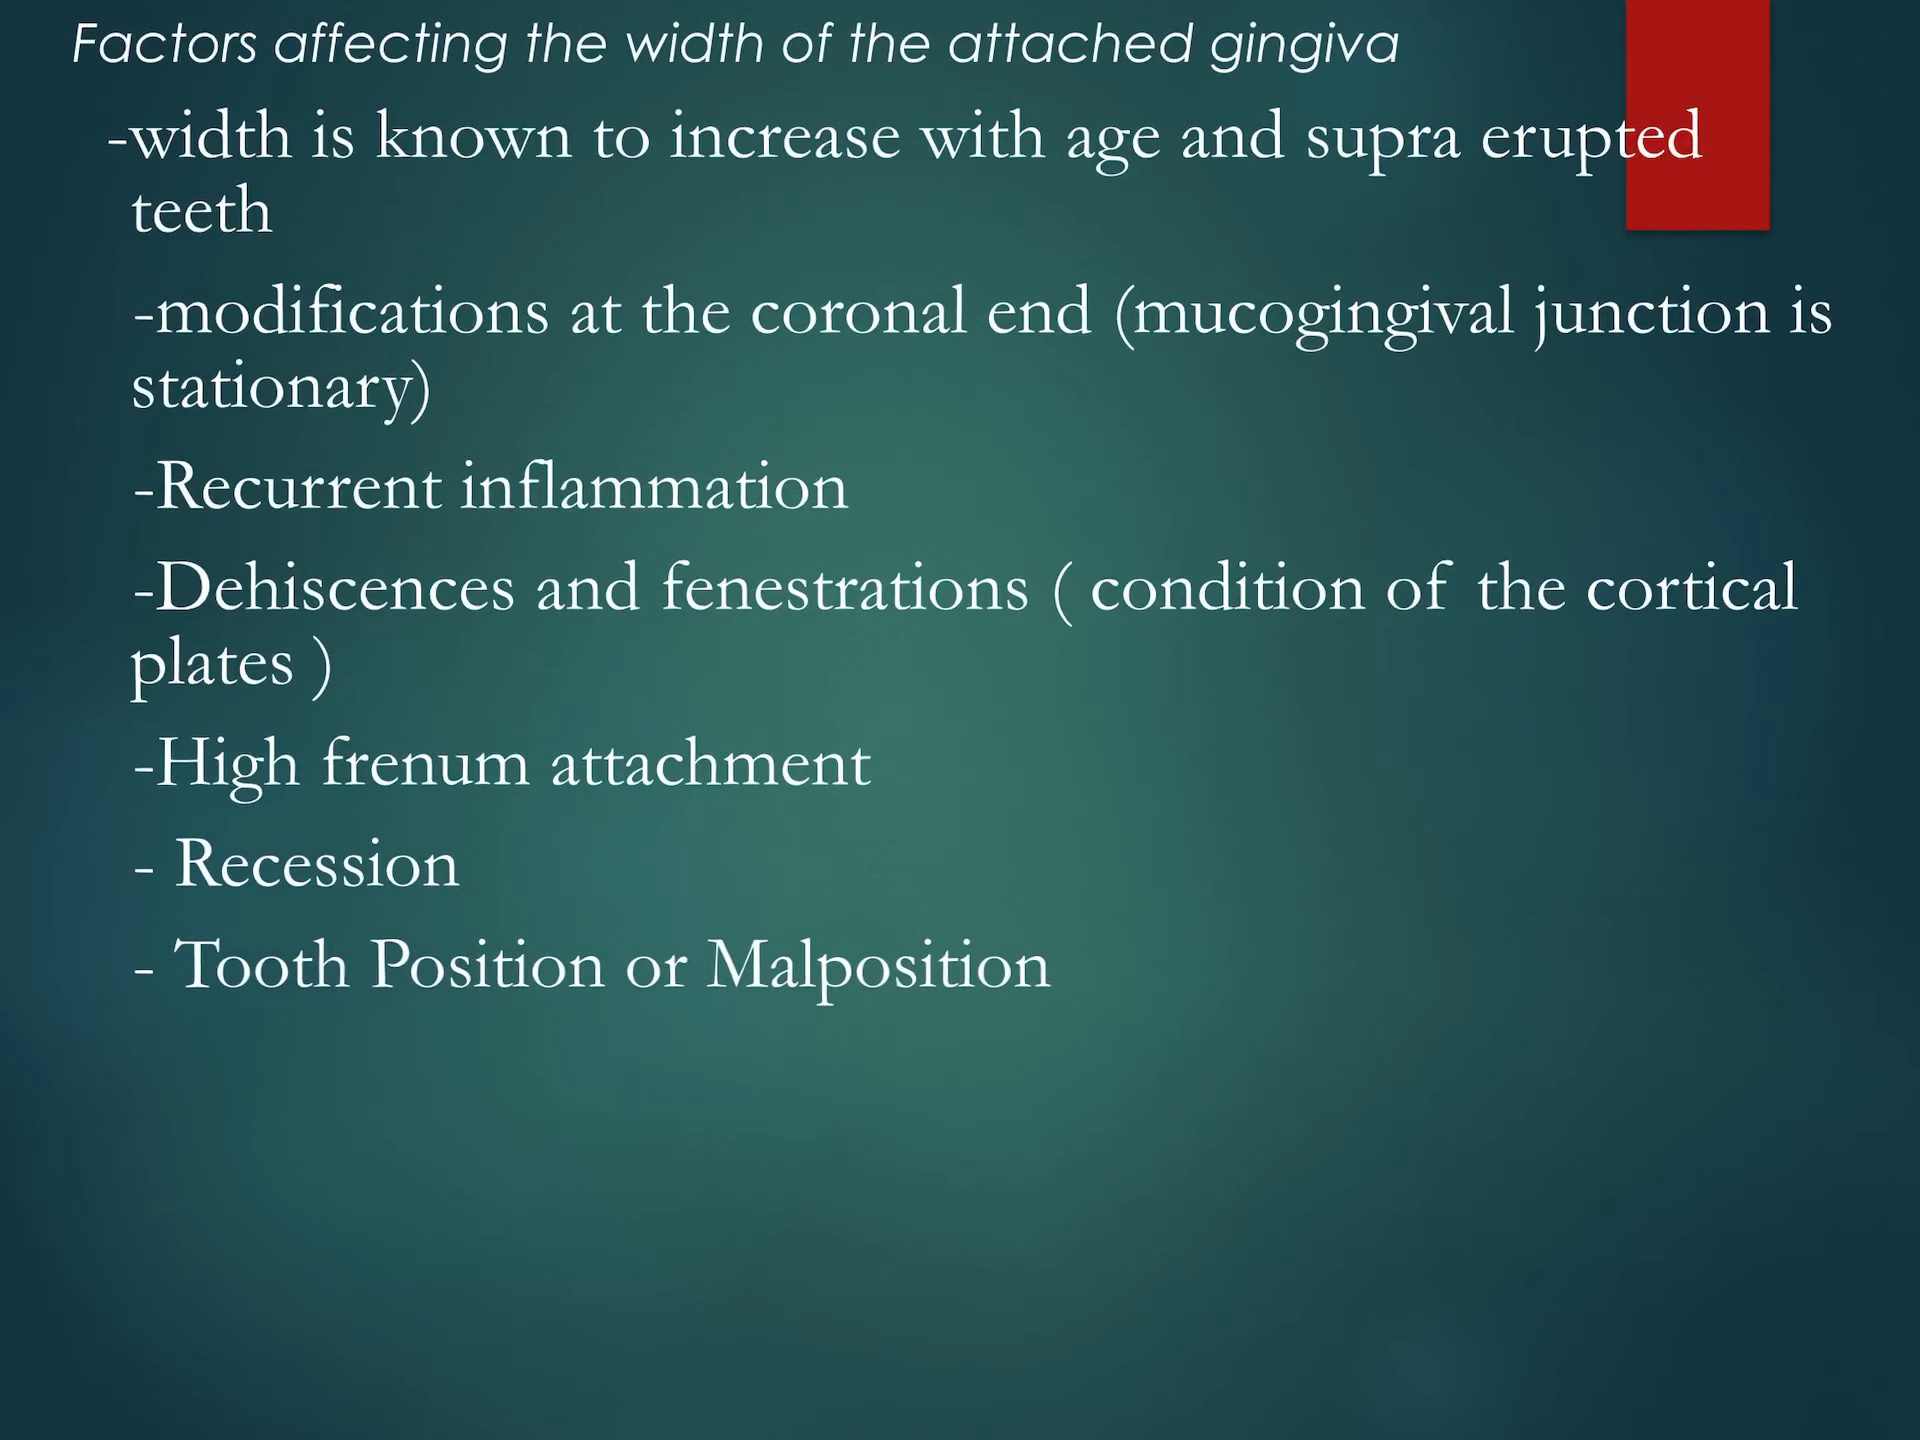 Factors affecting the width of the attached gingiva
-width is known to increase with age and supra erupted
teeth
-modifications at the coronal end (mucogingival junction is
stationary)
-Recurrent inflammation
-Dehiscences and fenestrations ( condition of the cortical
plates )
-High frenum attachment
- Recession
- Tooth Position or Malposition